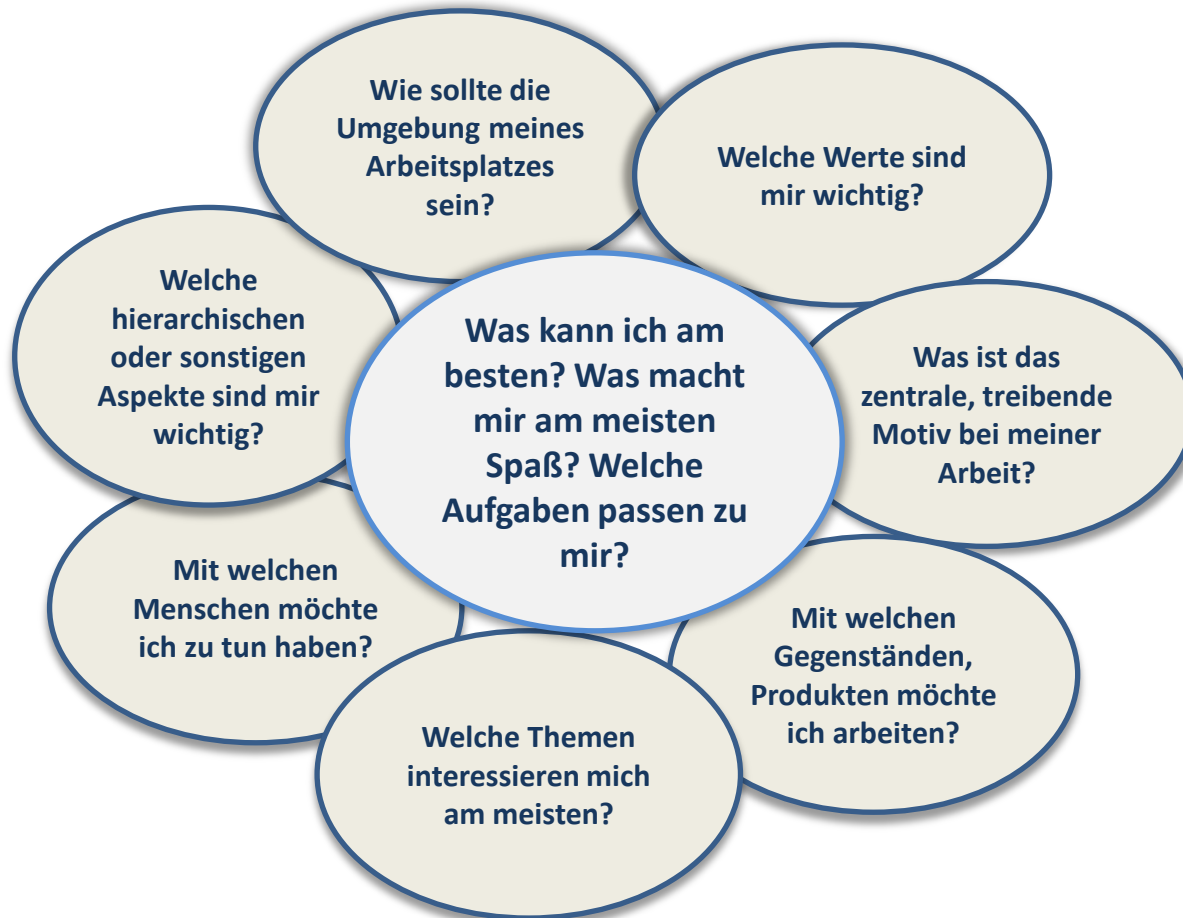 Wie sollte die
Umgebung meines
Arbeitsplatzes
sein?
Welche Werte sind
mir wichtig?
Welche
hierarchischen
oder sonstigen
Aspekte sind mir
wichtig?
Was kann ich am
besten? Was macht
mir am meisten
Spaß? Welche
Aufgaben passen zu
mir?
Was ist das
zentrale, treibende
Motiv bei meiner
Arbeit?
Mit welchen
Menschen möchte
ich zu tun haben?
Mit welchen
Gegenständen,
Produkten möchte
ich arbeiten?
Welche Themen
interessieren mich
am meisten?